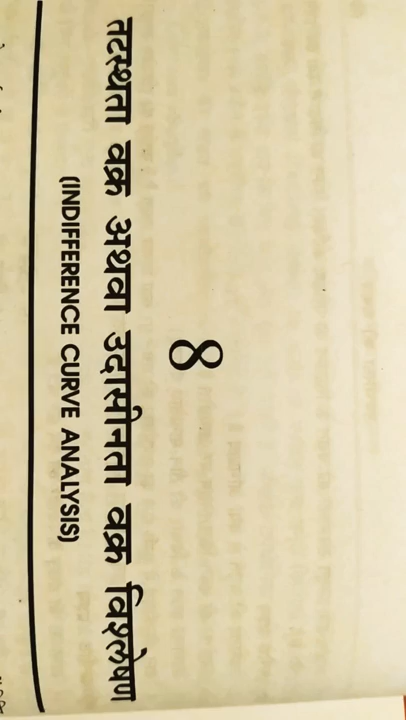 8
तटस्थता वक्र अथवा उदासीनता वक्र विश्लेषण
(INDIFFERENCE CURVE ANALYSIS)